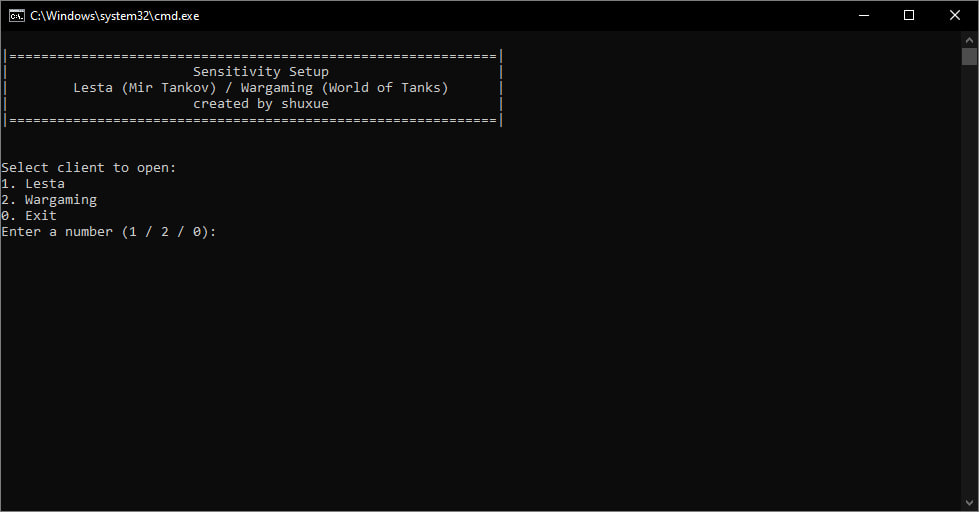 C:\Windows\system32\cmd.exe
|=============================================================|
|                       Sensitivity Setup                     |
|        Lesta (Mir Tankov) / Wargaming (World of Tanks)      |
|                       created by shuxue                     |
|=============================================================|
Select client to open:
1. Lesta
2. Wargaming
0. Exit
Enter a number (1 / 2 / 0):